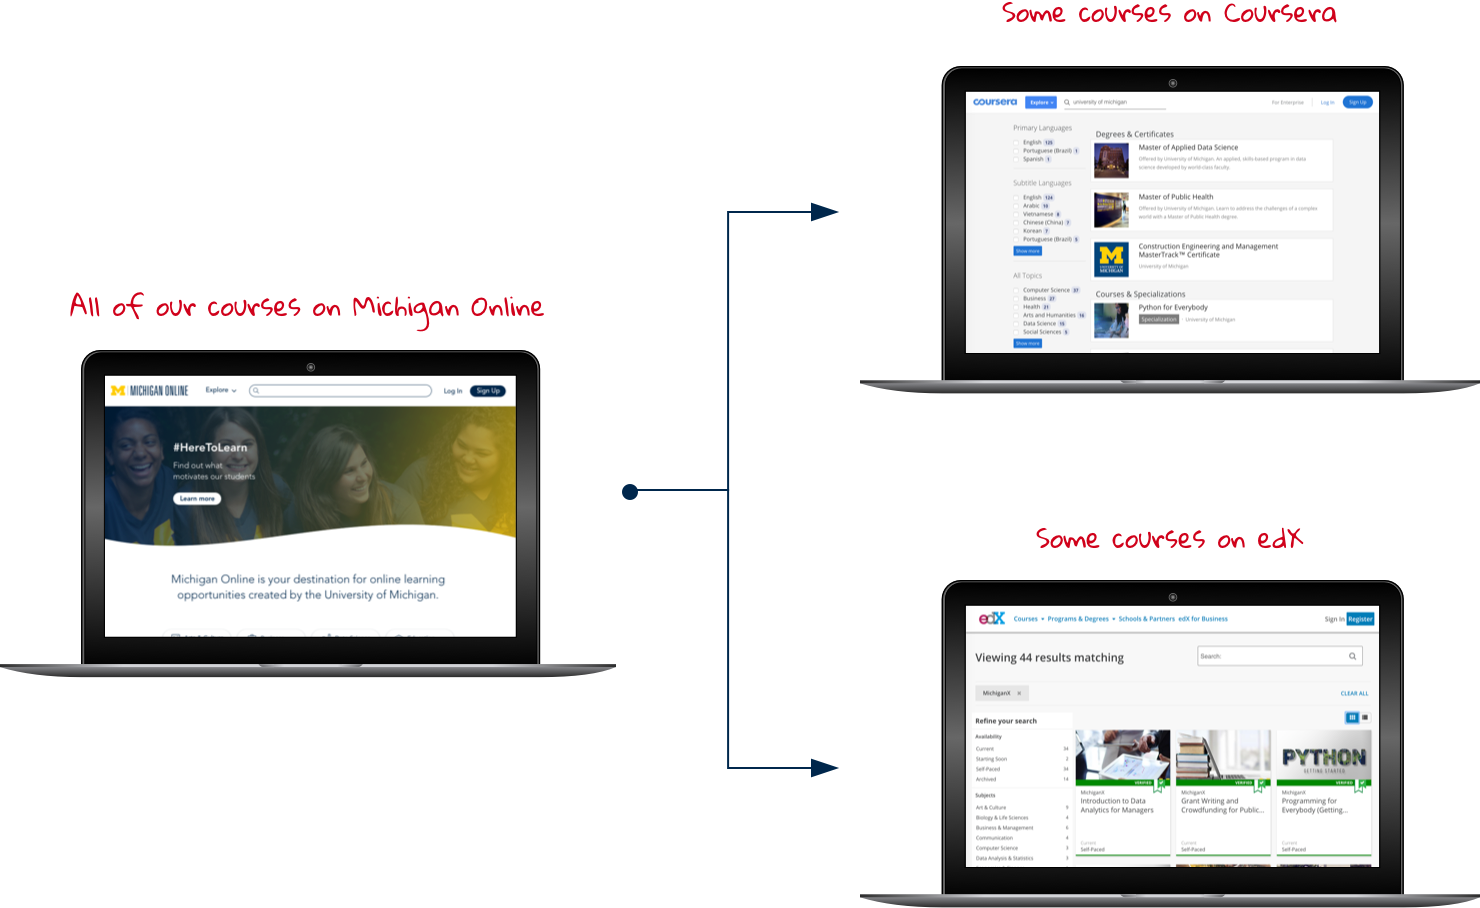 Some courses on Coursera
coursera
Explore
university of michigan
For Enterprise
Log In
Sign Up
Primary Languages
English 125
Portuguese (Brazil) 1
Spanish 1
Subtitle Languages
English 124
Arabic 10
Vietnamese 8
Chinese (China) 7
Korean 7
Portuguese (Brazil) 5
Show more
All Topics
Computer Science 37
Business 27
Health 21
Arts and Humanities 16
Data Science 15
Social Sciences 5
Show more
Degrees & Certificates
Master of Applied Data Science
Offered by University of Michigan. An applied, skills-based program in data
science developed by world-class faculty.
Master of Public Health
Offered by University of Michigan. Learn to address the challenges of a complex
world with a Master of Public Health degree.
M
UNIVERSITY OF
MICHIGAN
Construction Engineering and Management
MasterTrack™ Certificate
University of Michigan
Courses & Specializations
Python for Everybody
Specialization
University of Michigan
All of our courses on Michigan Online
M MICHIGAN ONLINE
Explore
Log In
Sign Up
#HereToLearn
Find out what
motivates our students
Learn more
Michigan Online is your destination for online learning
opportunities created by the University of Michigan.
Some courses on edX
edX
Courses
Programs & Degrees
Schools & Partners
edX for Business
Sign In
Register
Viewing 44 results matching
Search:
MichiganX ×
CLEAR ALL
Refine your search
Availability
Current 34
Starting Soon 2
Self-Paced 34
Archived 14
Subjects
Art & Culture 9
Biology & Life Sciences 4
Business & Management 6
Communication 4
Computer Science 3
Data Analysis & Statistics 3
VERIFIED
MichiganX
Introduction to Data
Analytics for Managers
Current
Self-Paced
VERIFIED
MichiganX
Grant Writing and
Crowdfunding for Public...
Current
Self-Paced
PYTHON
GETTING STARTED
VERIFIED
MichiganX
Programming for
Everybody (Getting...
Current
Self-Paced